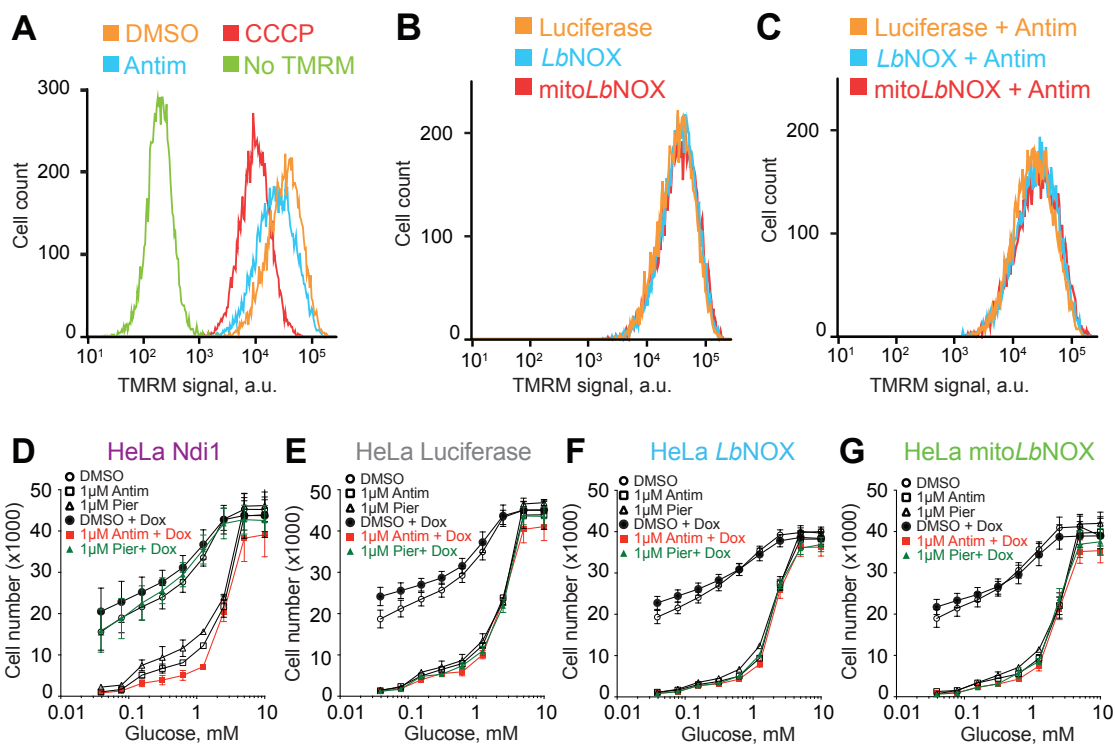 A
DMSO
CCCP
Antim
No TMRM
300
200
100
0
Cell count
10¹ 10² 10³ 10⁴ 10⁵
TMRM signal, a.u.
B
Luciferase
LbNOX
mitoLbNOX
200
100
0
Cell count
10¹ 10² 10³ 10⁴ 10⁵
TMRM signal, a.u.
C
Luciferase + Antim
LbNOX + Antim
mitoLbNOX + Antim
200
100
0
Cell count
10¹ 10² 10³ 10⁴ 10⁵
TMRM signal, a.u.
D
HeLa Ndi1
DMSO
1µM Antim
1µM Pier
DMSO + Dox
1µM Antim + Dox
1µM Pier+ Dox
50
40
30
20
10
0
Cell number (x1000)
0.01 0.1 1 10
Glucose, mM
E
HeLa Luciferase
DMSO
1µM Antim
1µM Pier
DMSO + Dox
1µM Antim + Dox
1µM Pier+ Dox
50
40
30
20
10
0
Cell number (x1000)
0.01 0.1 1 10
Glucose, mM
F
HeLa LbNOX
DMSO
1µM Antim
1µM Pier
DMSO + Dox
1µM Antim + Dox
1µM Pier+ Dox
50
40
30
20
10
0
Cell number (x1000)
0.01 0.1 1 10
Glucose, mM
G
HeLa mitoLbNOX
DMSO
1µM Antim
1µM Pier
DMSO + Dox
1µM Antim + Dox
1µM Pier+ Dox
50
40
30
20
10
0
Cell number (x1000)
0.01 0.1 1 10
Glucose, mM